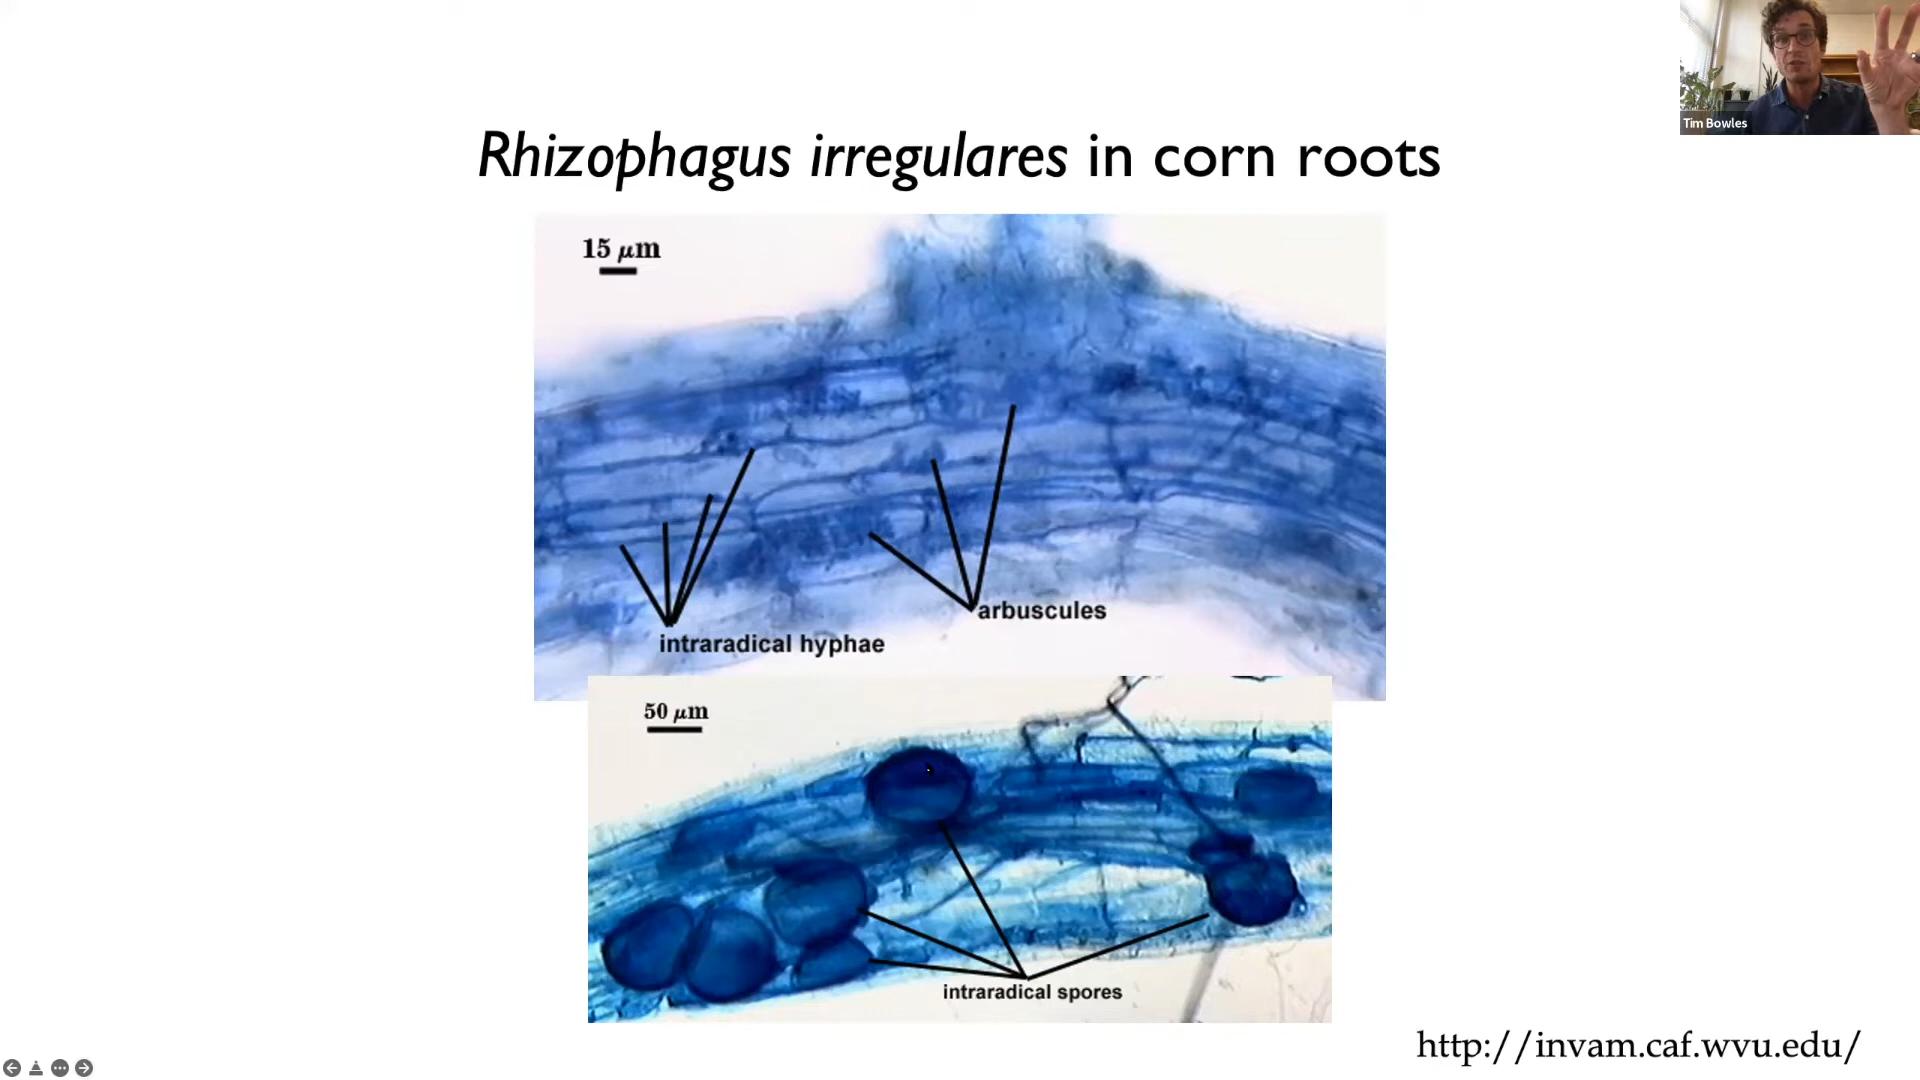 Tim Bowles
Rhizophagus irregulares in corn roots
15 μm
arbuscules
intraradical hyphae
50 μm
intraradical spores
http://invam.caf.wvu.edu/